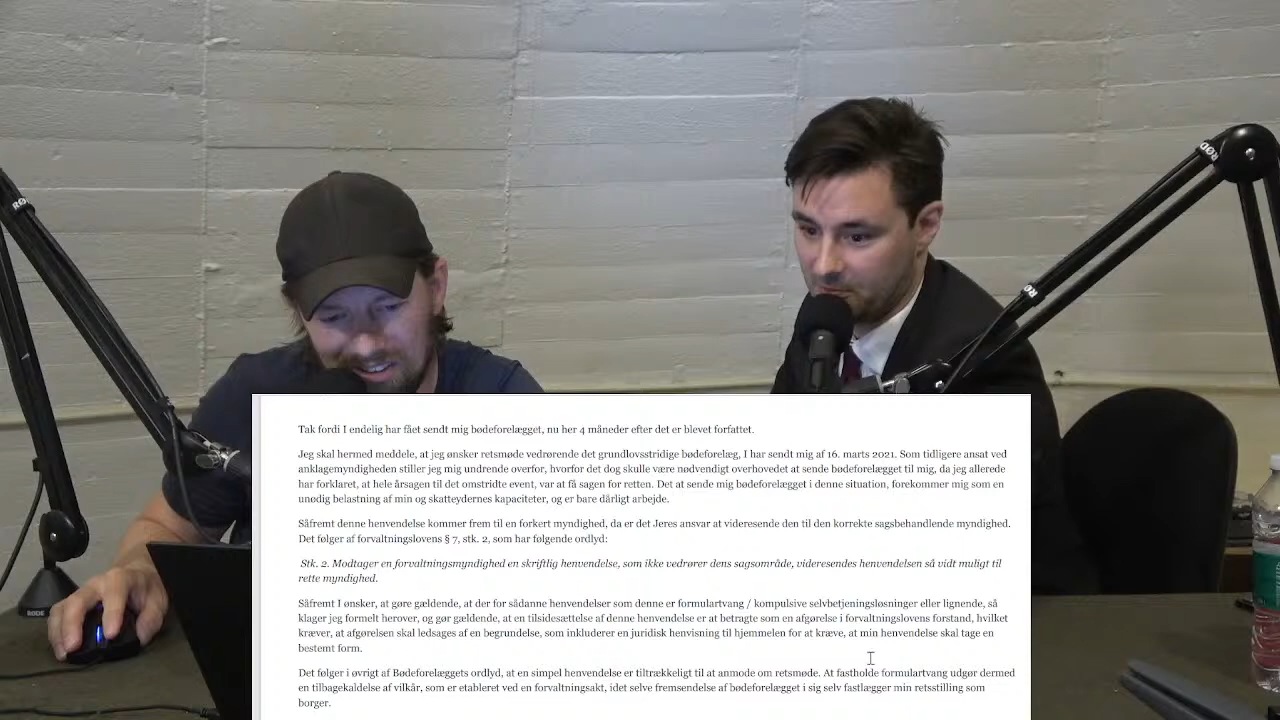 Tak fordi I endelig har fået sendt mig bødeforelægget, nu her 4 måneder efter det er blevet forfattet.
Jeg skal hermed meddele, at jeg ønsker retsmøde vedrørende det grundlovsstridige bødeforelæg, I har sendt mig af 16. marts 2021. Som tidligere ansat ved
anklagemyndigheden stiller jeg mig undrende overfor, hvorfor det dog skulle være nødvendigt overhovedet at sende bødeforelægget til mig, da jeg allerede
har forklaret, at hele årsagen til det omstridte event, var at få sagen for retten. Det at sende mig bødeforelægget i denne situation, forekommer mig som en
unødig belastning af min og skatteydernes kapaciteter, og er bare dårligt arbejde.
Såfremt denne henvendelse kommer frem til en forkert myndighed, da er det Jeres ansvar at videresende den til den korrekte sagsbehandlende myndighed.
Det følger af forvaltningslovens § 7, stk. 2, som har følgende ordlyd:
Stk. 2. Modtager en forvaltningsmyndighed en skriftlig henvendelse, som ikke vedrører dens sagsområde, videresendes henvendelsen så vidt muligt til
rette myndighed.
Såfremt I ønsker, at gøre gældende, at der for sådanne henvendelser som denne er formulartvang / kompulsive selvbetjeningsløsninger eller lignende, så
klager jeg formelt herover, og gør gældende, at en tilsidesættelse af denne henvendelse er at betragte som en afgørelse i forvaltningslovens forstand, hvilket
kræver, at afgørelsen skal ledsages af en begrundelse, som inkluderer en juridisk henvisning til hjemmelen for at kræve, at min henvendelse skal tage en
bestemt form.
Det følger i øvrigt af Bødeforelæggets ordlyd, at en simpel henvendelse er tiltrækkeligt til at anmode om retsmøde. At fastholde formulartvang udgør dermed
en tilbagekaldelse af vilkår, som er etableret ved en forvaltningsakt, idet selve fremsendelse af bødeforelægget i sig selv fastlægger min retsstilling som
borger.
RØDE